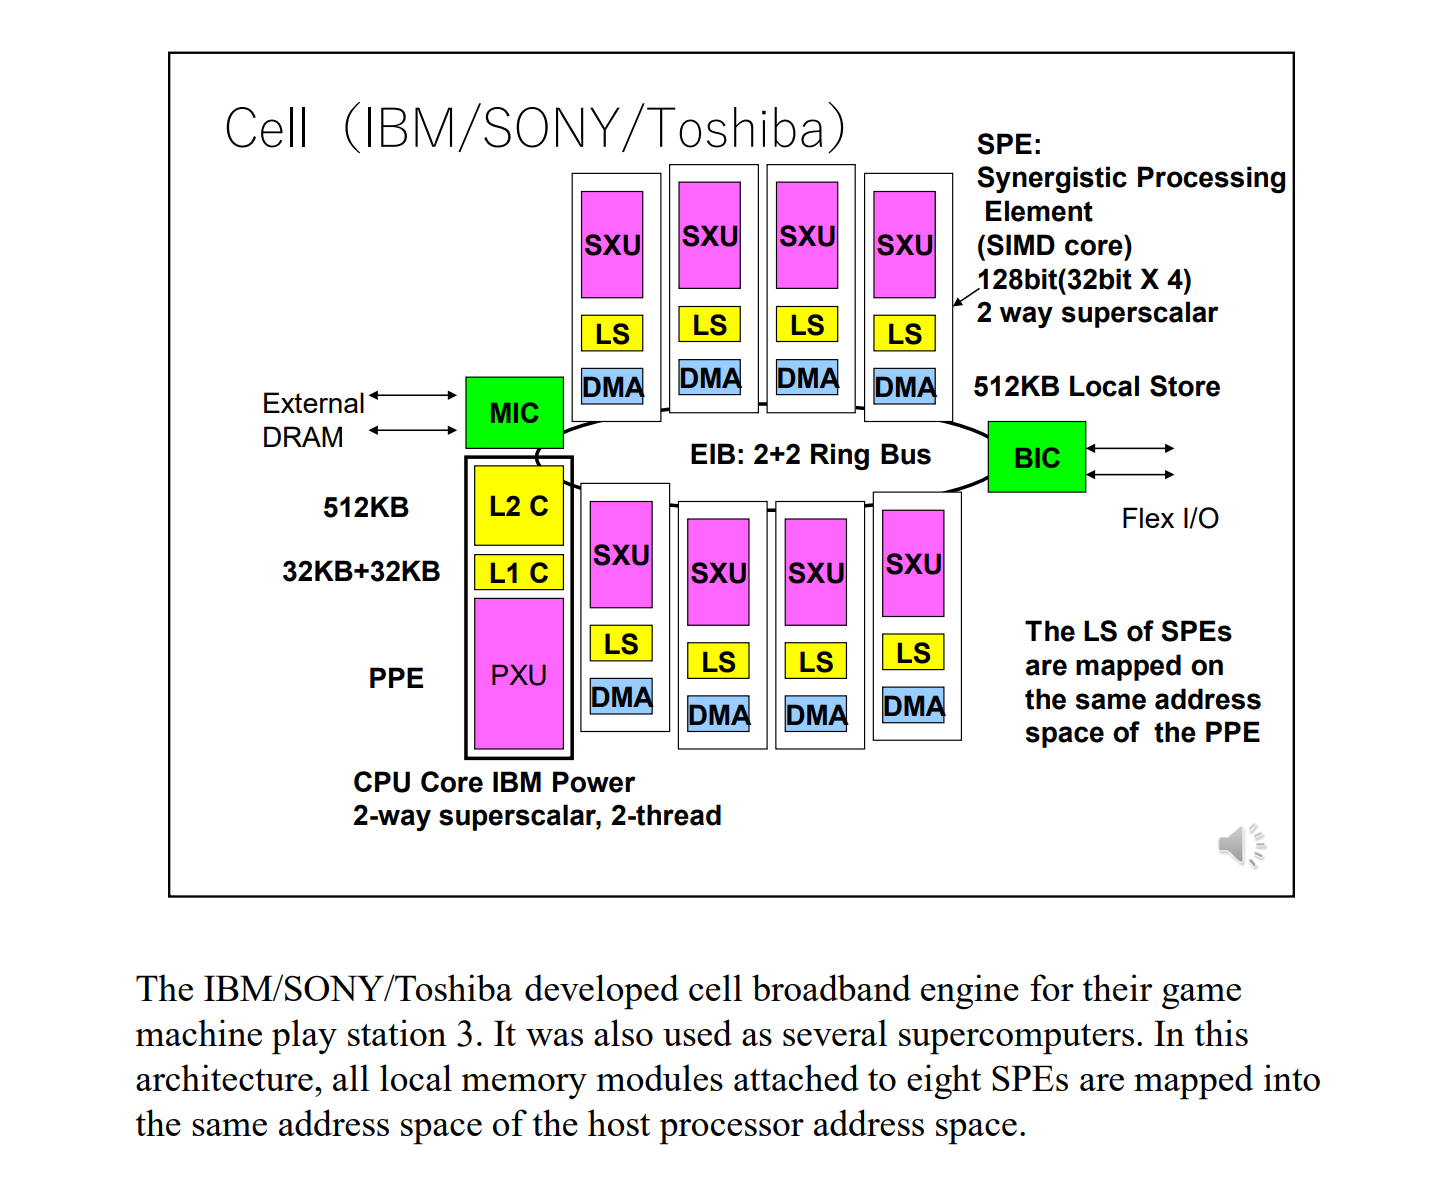 Cell（IBM/SONY/Toshiba）
SPE:
Synergistic Processing
Element
(SIMD core)
128bit(32bit X 4)
2 way superscalar
SXU
SXU
SXU
SXU
LS
LS
LS
LS
DMA
DMA
DMA
DMA
512KB Local Store
External
DRAM
MIC
EIB: 2+2 Ring Bus
BIC
Flex I/O
512KB
L2 C
32KB+32KB
L1 C
PPE
PXU
SXU
SXU
SXU
SXU
LS
LS
LS
LS
DMA
DMA
DMA
DMA
The LS of SPEs
are mapped on
the same address
space of the PPE
CPU Core IBM Power
2-way superscalar, 2-thread
The IBM/SONY/Toshiba developed cell broadband engine for their game
machine play station 3. It was also used as several supercomputers. In this
architecture, all local memory modules attached to eight SPEs are mapped into
the same address space of the host processor address space.